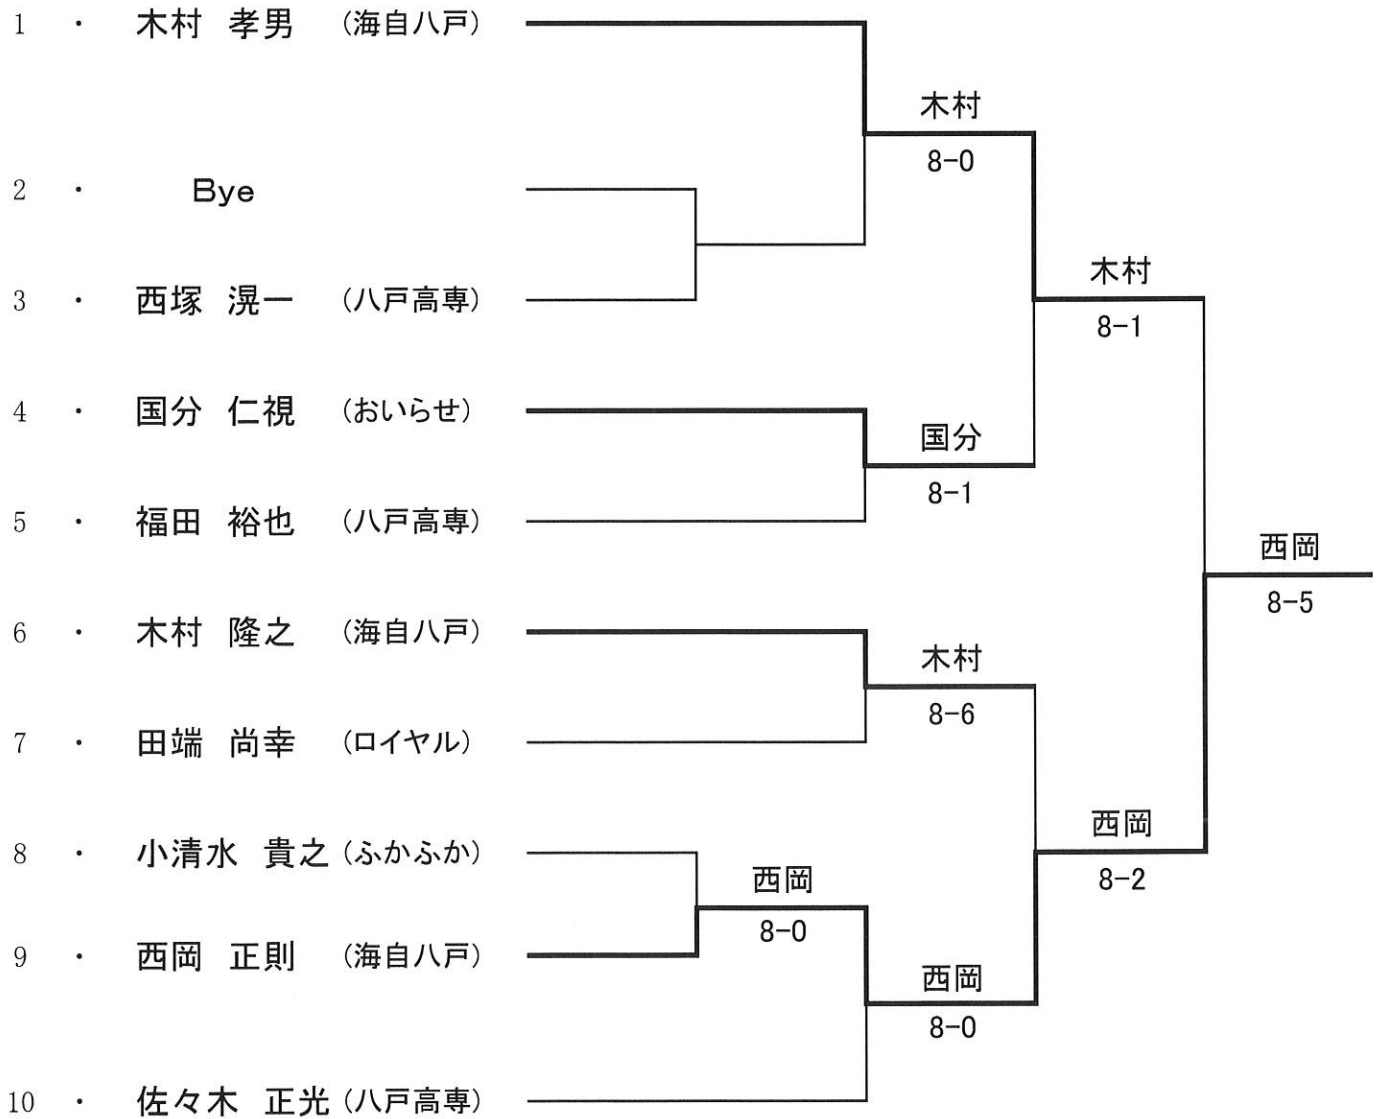 1 ・ 木村 孝男 (海自八戸)
木村
8-0
2 ・ Bye
木村
8-1
3 ・ 西塚 滉一 (八戸高専)
4 ・ 国分 仁視 (おいらせ)
国分
8-1
5 ・ 福田 裕也 (八戸高専)
西岡
8-5
6 ・ 木村 隆之 (海自八戸)
木村
8-6
7 ・ 田端 尚幸 (ロイヤル)
西岡
8-2
8 ・ 小清水 貴之 (ふかふか)
西岡
8-0
9 ・ 西岡 正則 (海自八戸)
西岡
8-0
10 ・ 佐々木 正光 (八戸高専)